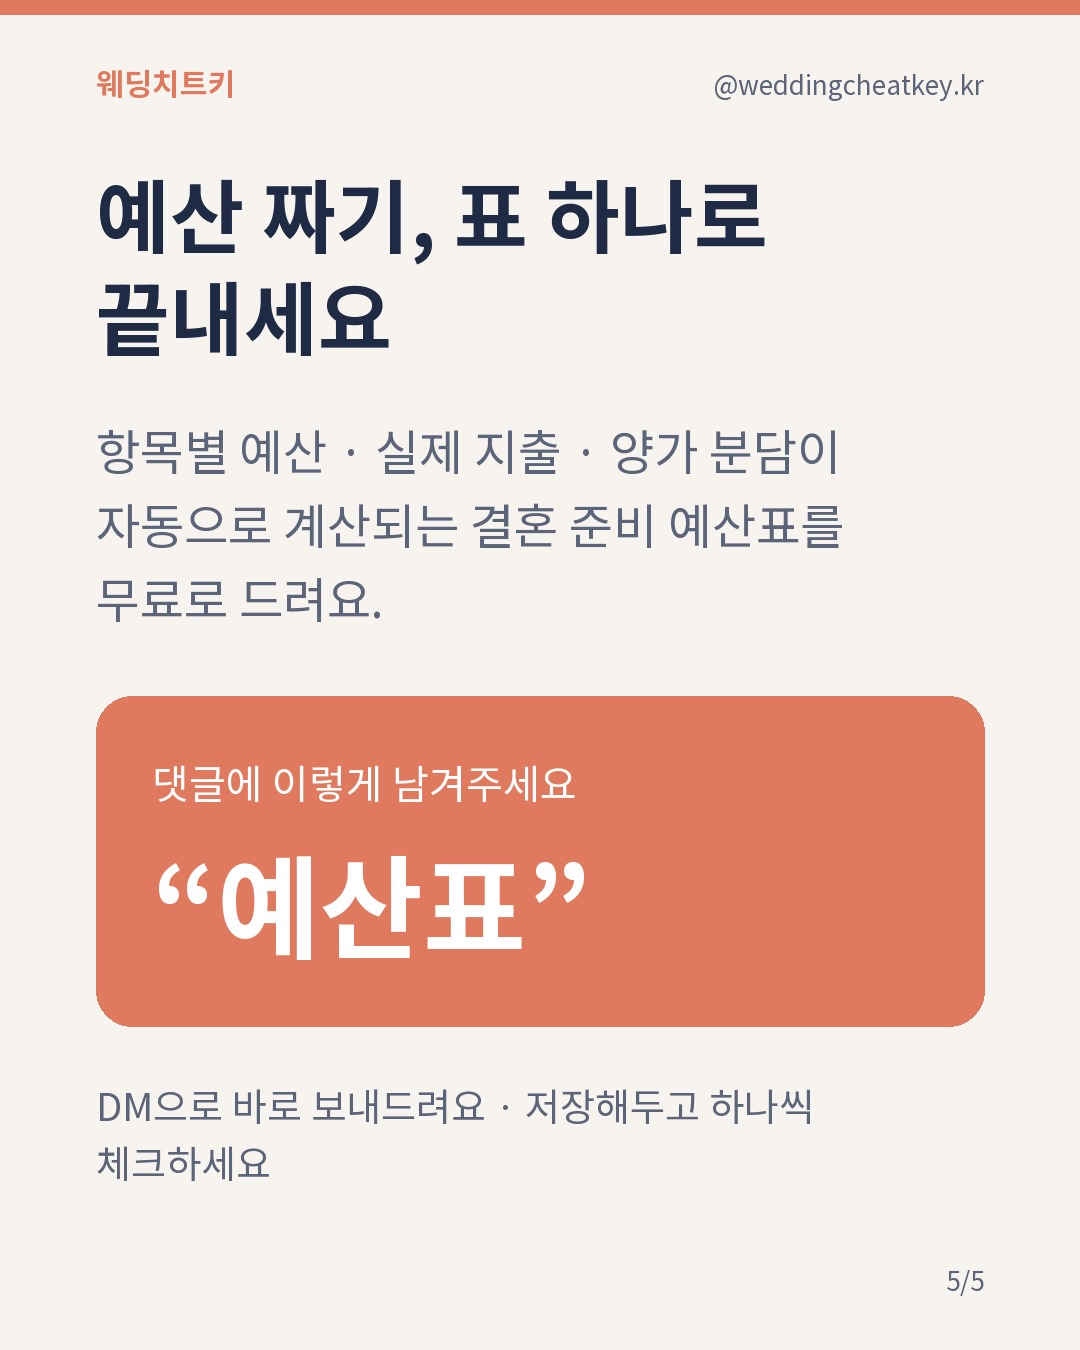 웨딩치트키
@weddingcheatkey.kr
예산 짜기, 표 하나로
끝내세요
항목별 예산 · 실제 지출 · 양가 분담이
자동으로 계산되는 결혼 준비 예산표를
무료로 드려요.
댓글에 이렇게 남겨주세요
“예산표”
DM으로 바로 보내드려요 · 저장해두고 하나씩
체크하세요
5/5